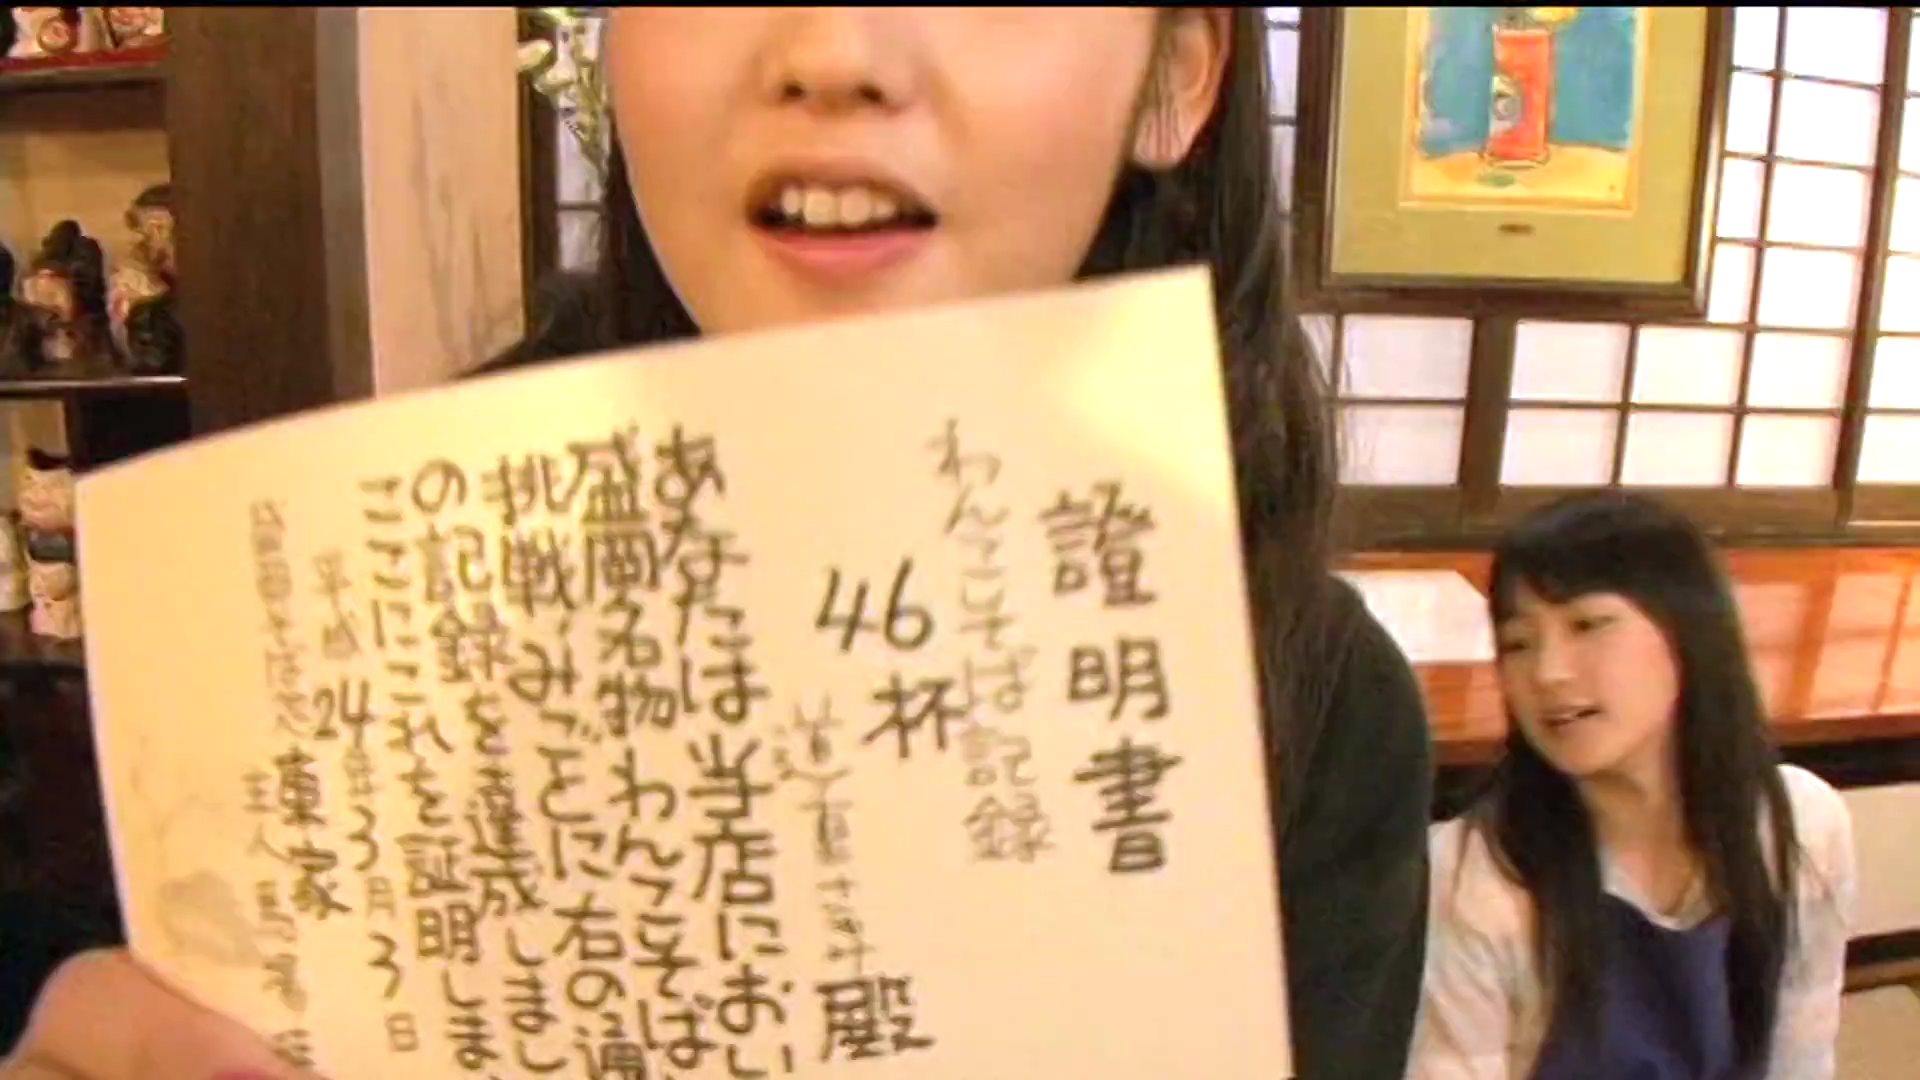 證明書
わんこそば記録
46杯
殿
あなたは当店におい
盛岡名物わんこそば
挑戦、みごとに右の通
の記録を達成しまし
ここにこれを証明しま
平成24年3月3日
東家